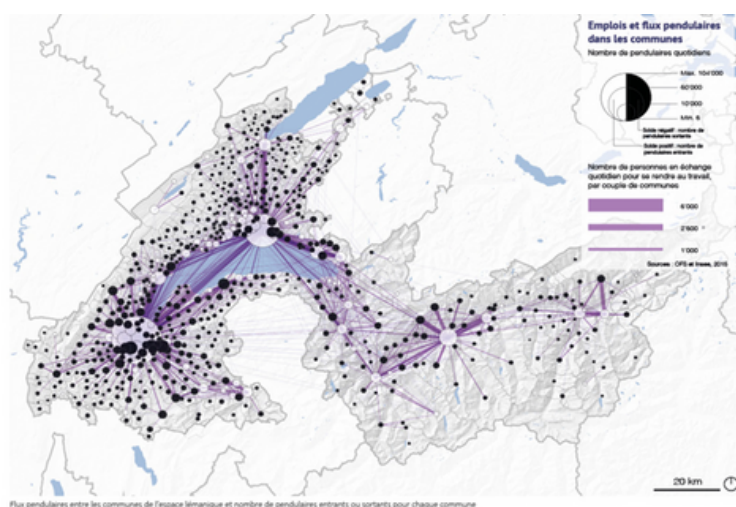 Emplois et flux pendulaires
dans les communes
Nombre de pendulaires quotidiens
Max. 104'000
60'000
10'000
Min. 5
Solde négatif : nombre de
pendulaires sortants
Solde positif : nombre de
pendulaires entrants
Nombre de personnes en échange
quotidien pour se rendre au travail,
par couple de communes
6'000
2'500
1'000
Sources : OFS et Insee, 2015
20 km
Flux pendulaires entre les communes de l'espace lémanique et nombre de pendulaires entrants ou sortants pour chaque commune